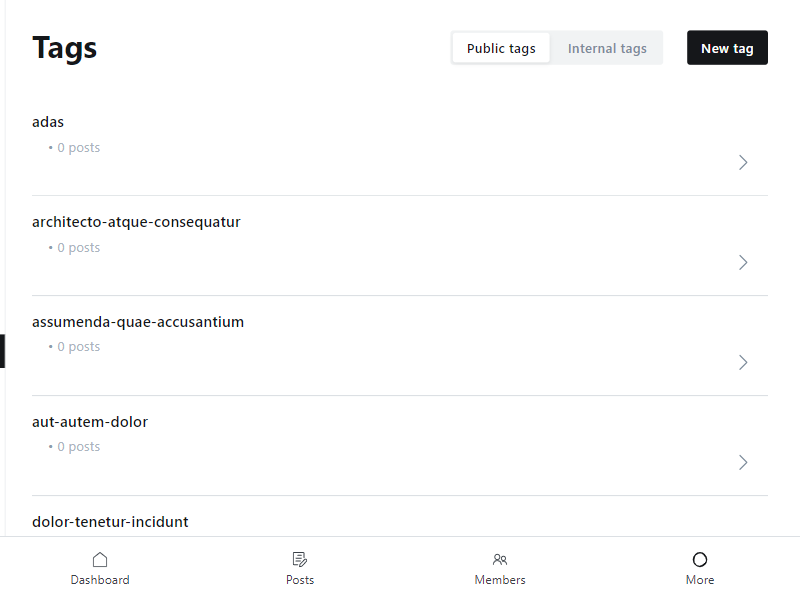 Tags
Public tags
Internal tags
New tag
adas
• 0 posts
architecto-atque-consequatur
• 0 posts
assumenda-quae-accusantium
• 0 posts
aut-autem-dolor
• 0 posts
dolor-tenetur-incidunt
Dashboard
Posts
Members
More